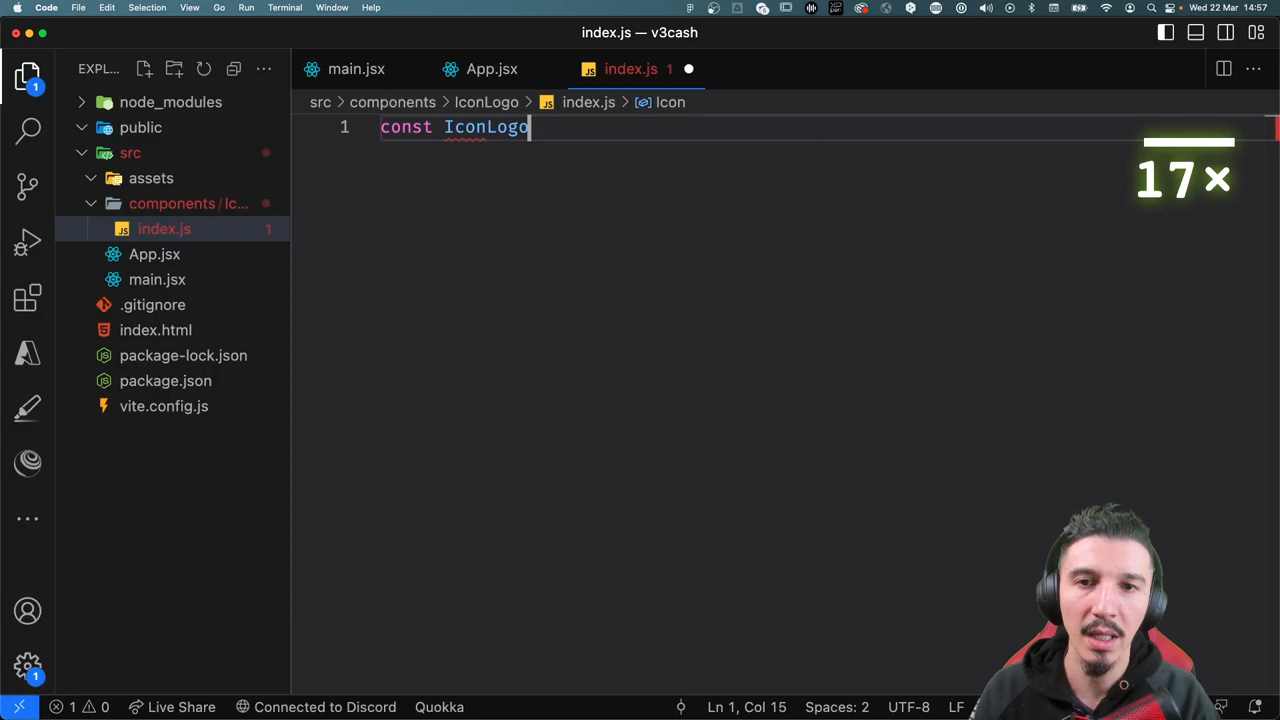 Code File Edit Selection View Go Run Terminal Window Help Wed 22 Mar 14:57
index.js — v3cash
EXPL... main.jsx App.jsx index.js 1
src > components > IconLogo > JS index.js > Icon
1 const IconLogo
17×
node_modules
public
src
assets
components / Ic...
JS index.js 1
App.jsx
main.jsx
.gitignore
index.html
package-lock.json
package.json
vite.config.js
1
1
1 0 Live Share Connected to Discord Quokka Ln 1, Col 15 Spaces: 2 UTF-8 LF